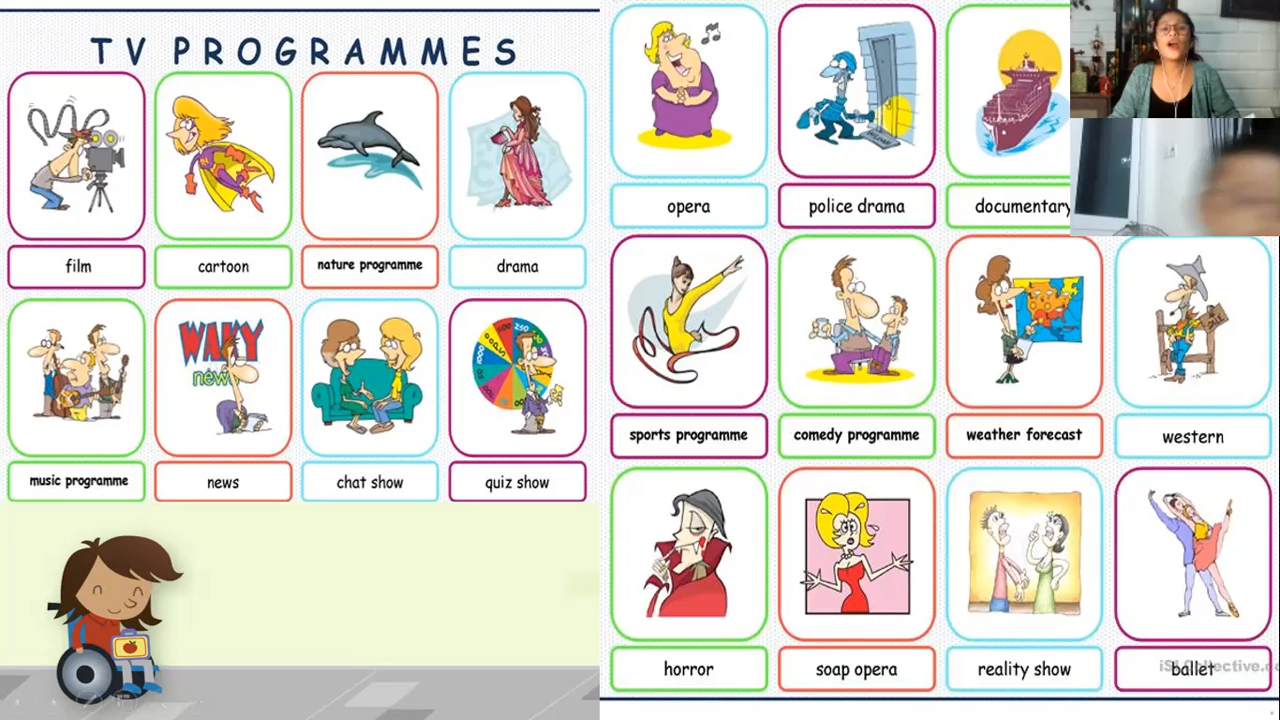 TV PROGRAMMES
film
cartoon
nature programme
drama
WAKY
news
music programme
news
chat show
quiz show
opera
police drama
documentary
sports programme
comedy programme
weather forecast
western
horror
soap opera
reality show
ballet